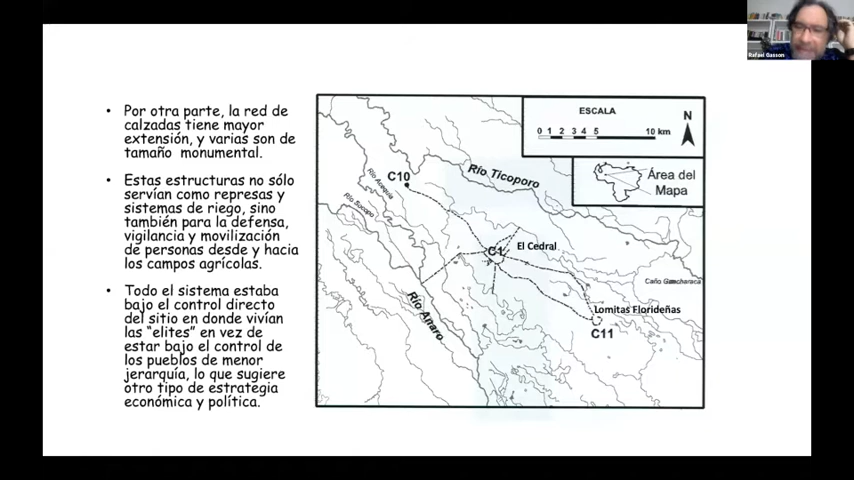 Rafael Gasson
• Por otra parte, la red de
calzadas tiene mayor
extensión, y varias son de
tamaño monumental.
• Estas estructuras no sólo
servían como represas y
sistemas de riego, sino
también para la defensa,
vigilancia y movilización
de personas desde y hacia
los campos agrícolas.
• Todo el sistema estaba
bajo el control directo
del sitio en donde vivían
las “elites” en vez de
estar bajo el control de
los pueblos de menor
jerarquía, lo que sugiere
otro tipo de estrategia
económica y política.
ESCALA
N
0 1 2 3 4 5 10 km
Área del
Mapa
Río Ticoporo
C10
Río Acequia
Río Socopo
C1
El Cedral
Caño
Lomitas Florideñas
C11
Río Anaro